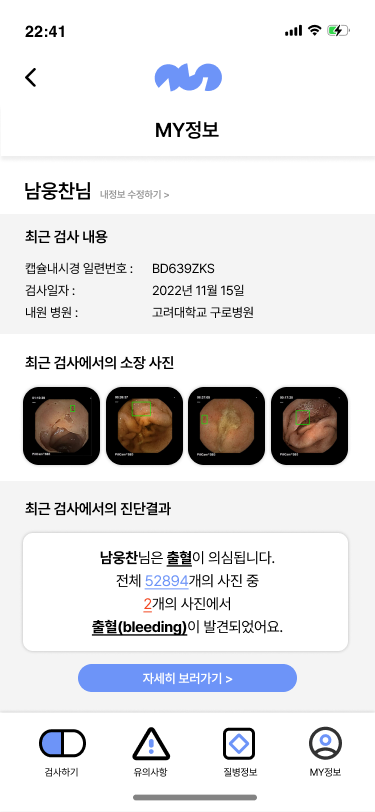 22:41
MY정보
남웅찬님 내정보 수정하기 >
최근 검사 내용
캡슐내시경 일련번호 : BD639ZKS
검사일자 : 2022년 11월 15일
내원 병원 : 고려대학교 구로병원
최근 검사에서의 소장 사진
최근 검사에서의 진단결과
남웅찬님은 출혈이 의심됩니다.
전체 52894개의 사진 중
2개의 사진에서
출혈(bleeding)이 발견되었어요.
자세히 보러가기 >
검사하기 유의사항 질병정보 MY정보